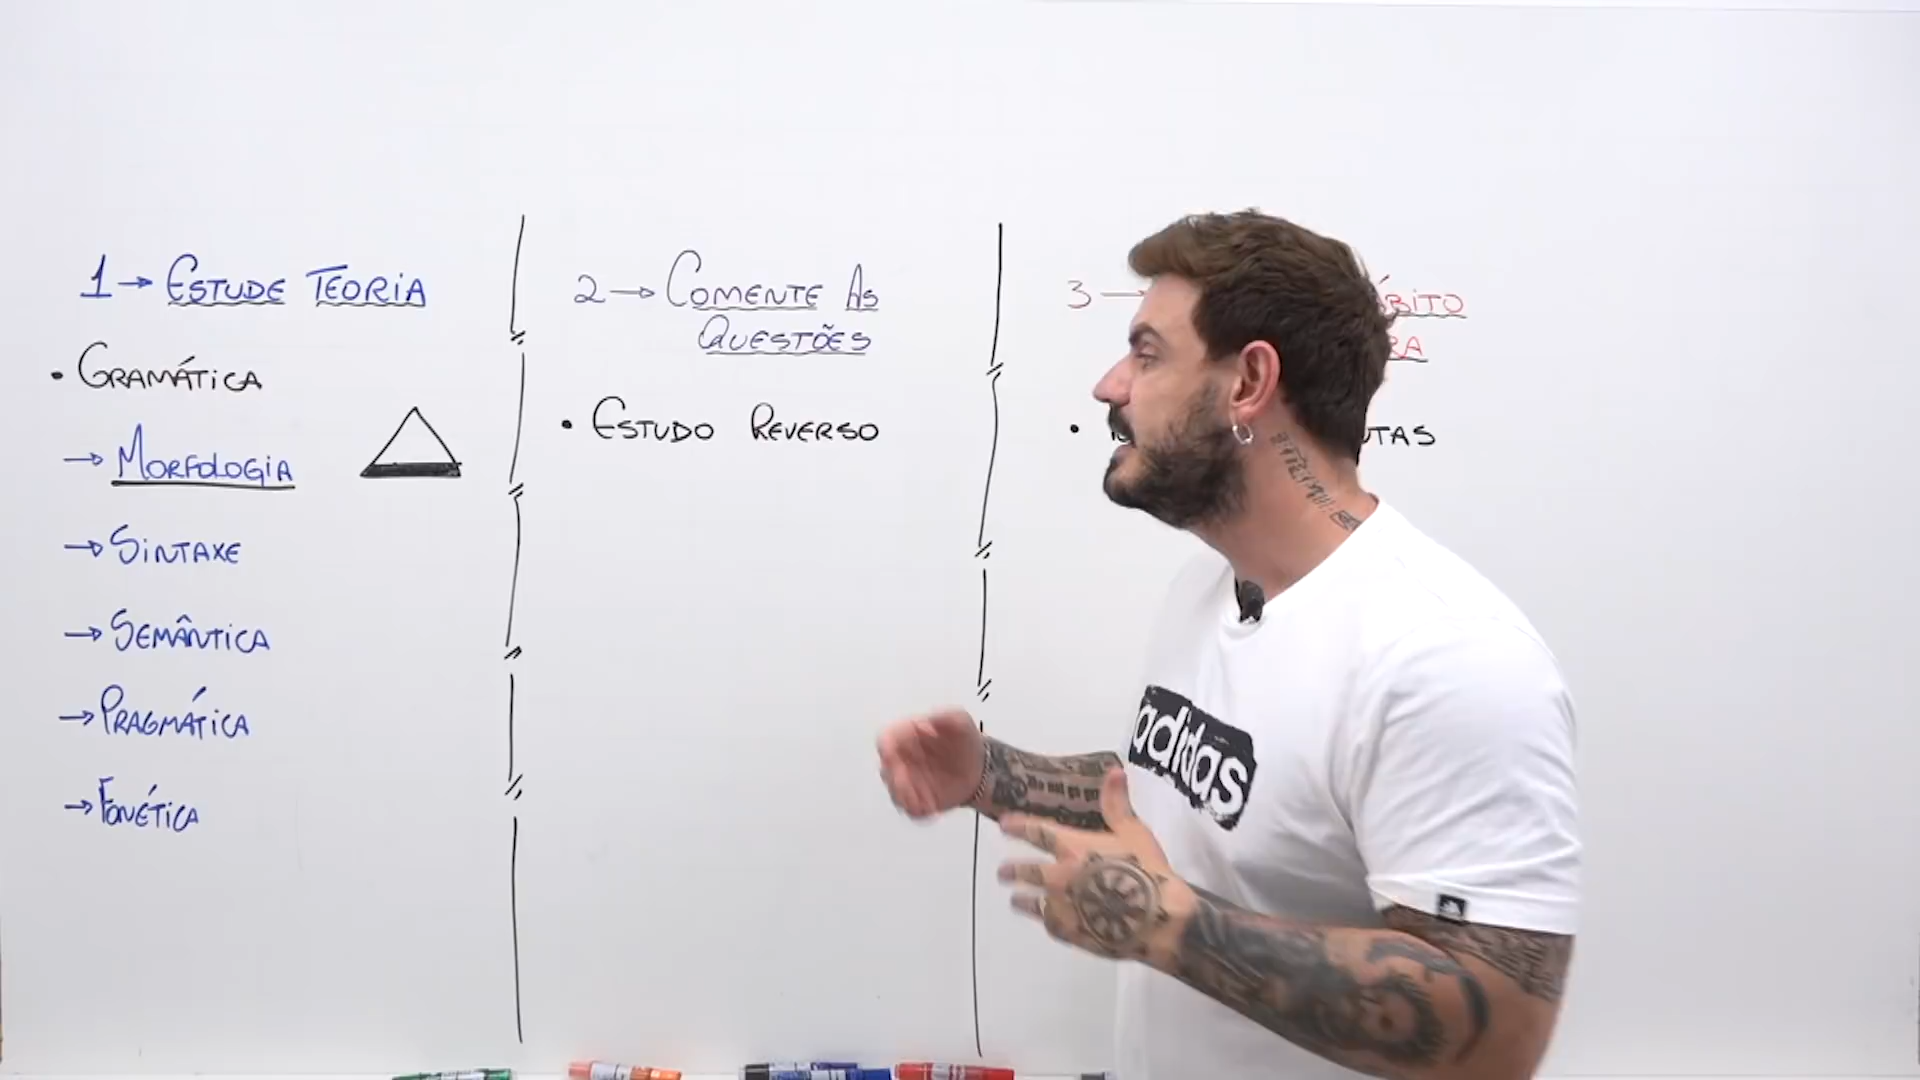 1 → ESTUDE TEORIA
• GRAMÁTICA
→ MORFOLOGIA
→ SINTAXE
→ SEMÂNTICA
→ PRAGMÁTICA
→ FONÉTICA
2 → COMENTE AS
QUESTÕES
• ESTUDO REVERSO
3 →
adidas